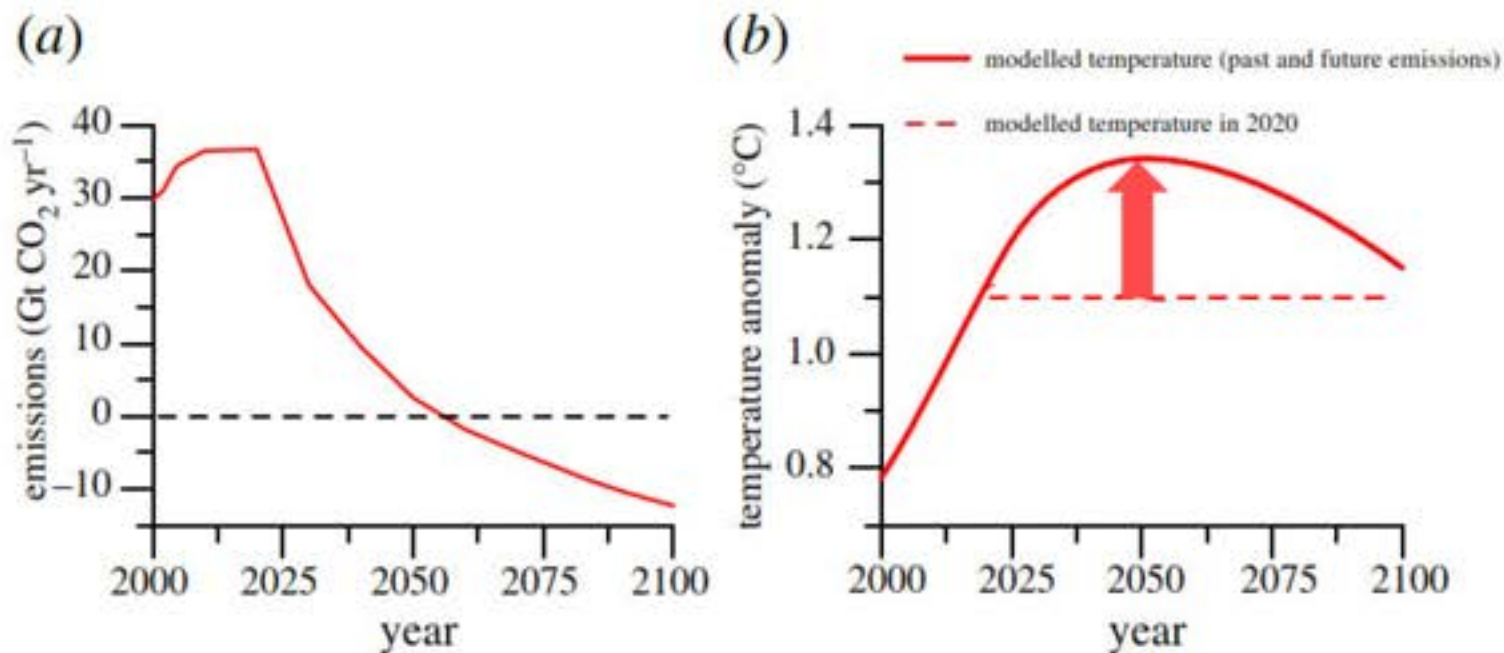 (a)
emissions (Gt CO₂ yr⁻¹)
40
30
20
10
0
–10
2000 2025 2050 2075 2100
year
(b)
modelled temperature (past and future emissions)
modelled temperature in 2020
temperature anomaly (°C)
1.4
1.2
1.0
0.8
2000 2025 2050 2075 2100
year